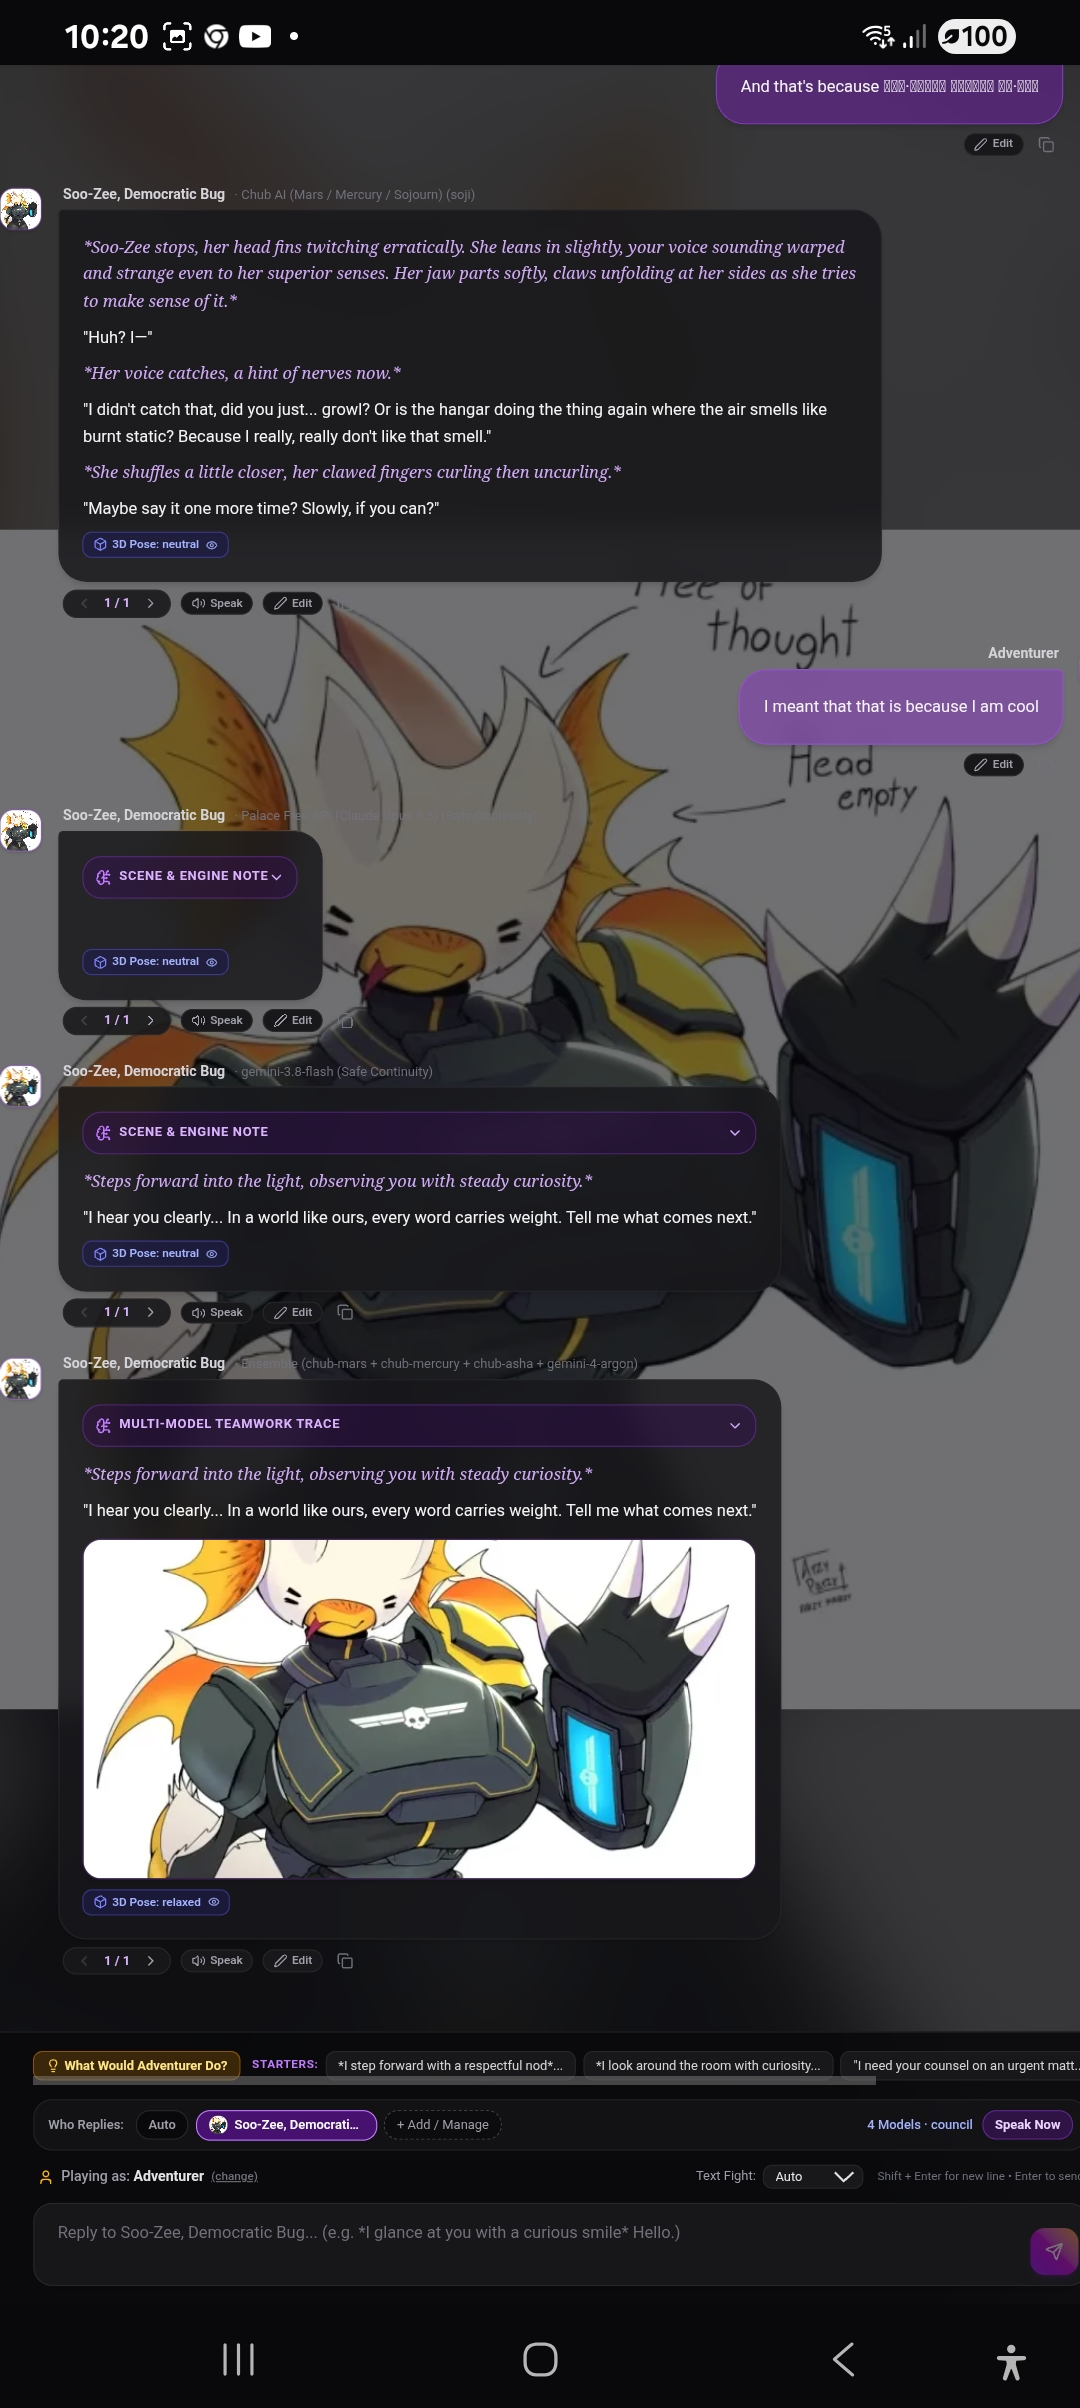 10:20
5
100
And that's because
Edit
Soo-Zee, Democratic Bug · Chub AI (Mars / Mercury / Sojourn) (soji)
*Soo-Zee stops, her head fins twitching erratically. She leans in slightly, your voice sounding warped
and strange even to her superior senses. Her jaw parts softly, claws unfolding at her sides as she tries
to make sense of it.*
"Huh? I—"
*Her voice catches, a hint of nerves now.*
"I didn't catch that, did you just... growl? Or is the hangar doing the thing again where the air smells like
burnt static? Because I really, really don't like that smell."
*She shuffles a little closer, her clawed fingers curling then uncurling.*
"Maybe say it one more time? Slowly, if you can?"
3D Pose: neutral
1 / 1 Speak Edit
Free of
thought
Adventurer
I meant that that is because I am cool
Edit
Head
empty
Soo-Zee, Democratic Bug
SCENE & ENGINE NOTE
3D Pose: neutral
1 / 1 Speak Edit
Soo-Zee, Democratic Bug · gemini-3.8-flash (Safe Continuity)
SCENE & ENGINE NOTE
*Steps forward into the light, observing you with steady curiosity.*
"I hear you clearly... In a world like ours, every word carries weight. Tell me what comes next."
3D Pose: neutral
1 / 1 Speak Edit
Soo-Zee, Democratic Bug · Ensemble (chub-mars + chub-mercury + chub-asha + gemini-4-argon)
MULTI-MODEL TEAMWORK TRACE
*Steps forward into the light, observing you with steady curiosity.*
"I hear you clearly... In a world like ours, every word carries weight. Tell me what comes next."
3D Pose: relaxed
1 / 1 Speak Edit
What Would Adventurer Do? STARTERS: *I step forward with a respectful nod*... *I look around the room with curiosity... "I need your counsel on an urgent matt...
Who Replies: Auto Soo-Zee, Democrati... + Add / Manage 4 Models · council Speak Now
Playing as: Adventurer (change) Text Fight: Auto Shift + Enter for new line • Enter to send
Reply to Soo-Zee, Democratic Bug... (e.g. *I glance at you with a curious smile* Hello.)